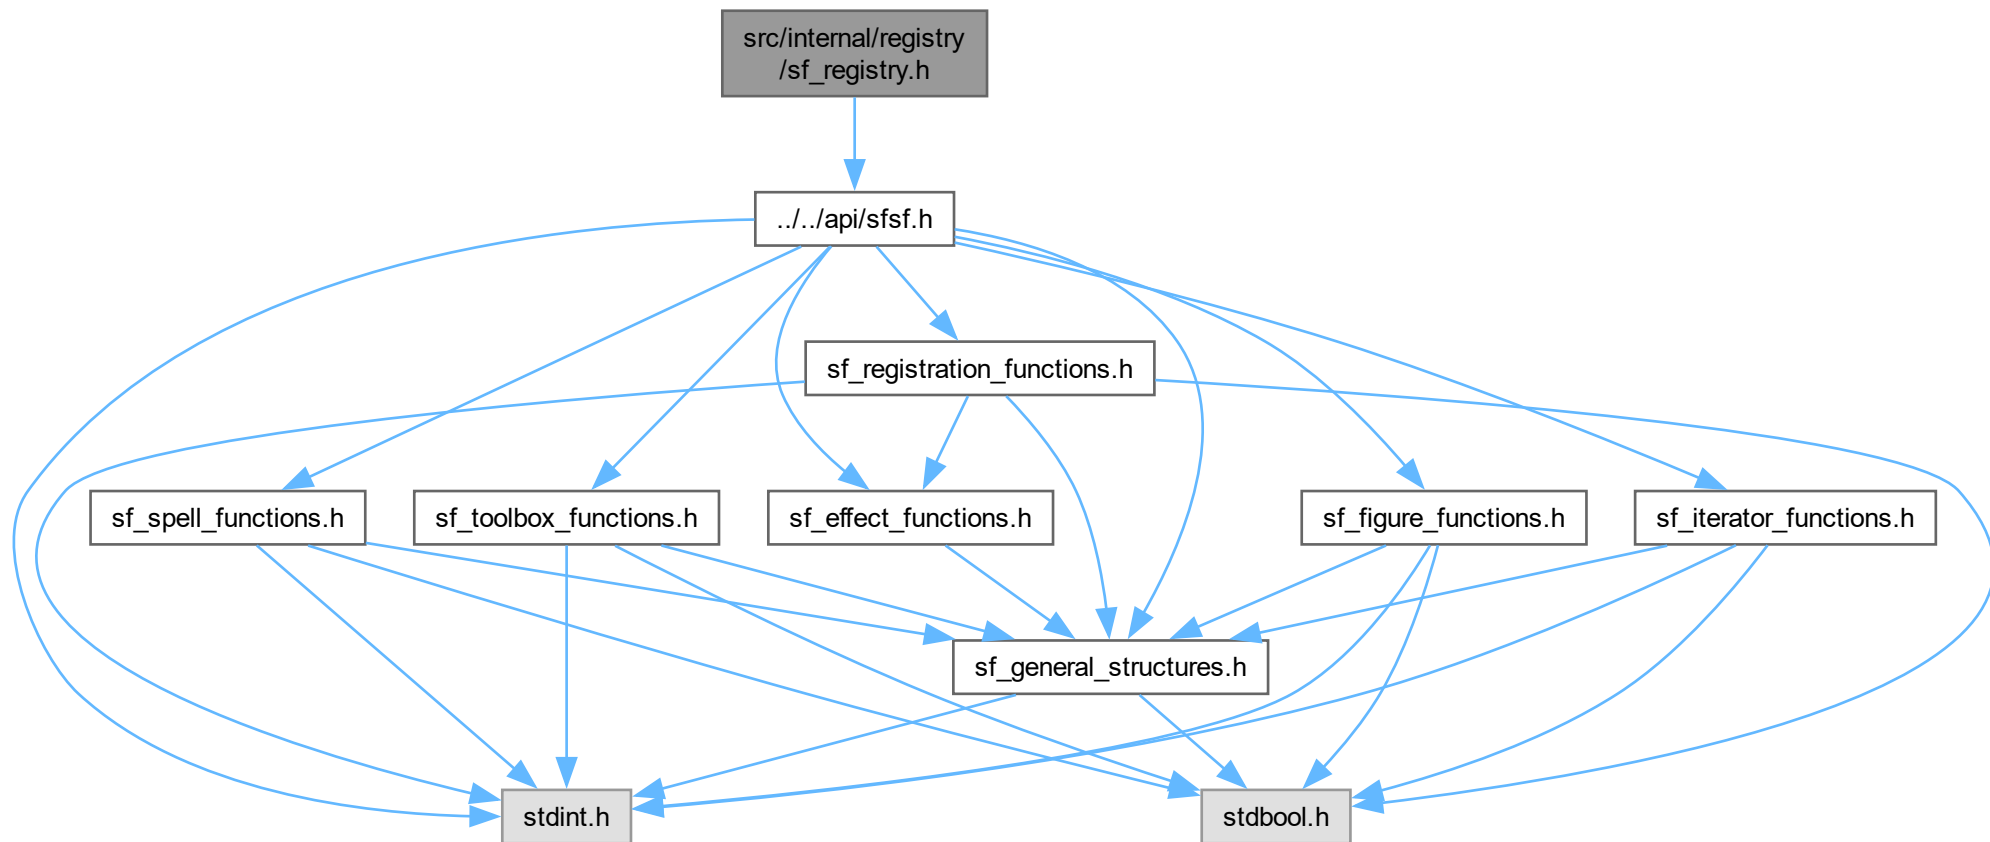 src/internal/registry
/sf_registry.h
../../api/sfsf.h
sf_registration_functions.h
sf_spell_functions.h
sf_toolbox_functions.h
sf_effect_functions.h
sf_figure_functions.h
sf_iterator_functions.h
sf_general_structures.h
stdint.h
stdbool.h